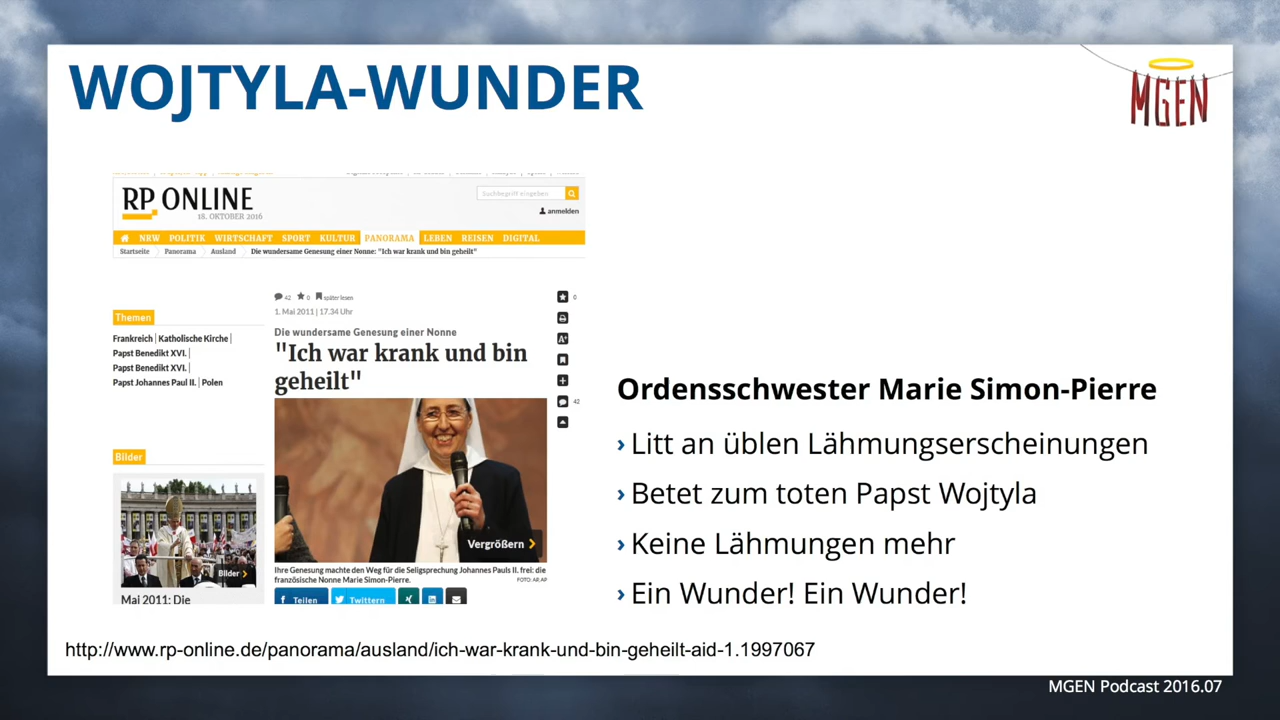 WOJTYLA-WUNDER
MGEN
RP ONLINE
18. OKTOBER 2016
Suchbegriff eingeben
anmelden
NRW POLITIK WIRTSCHAFT SPORT KULTUR PANORAMA LEBEN REISEN DIGITAL
Startseite Panorama Ausland Die wundersame Genesung einer Nonne: "Ich war krank und bin geheilt"
42 0 später lesen
0
1. Mai 2011 | 17.34 Uhr
Themen
Frankreich | Katholische Kirche |
Papst Benedikt XVI. |
Papst Benedikt XVI. |
Papst Johannes Paul II. | Polen
Die wundersame Genesung einer Nonne
"Ich war krank und bin
geheilt"
A+
42
Bilder
Bilder
Mai 2011: Die
Vergrößern
Ihre Genesung machte den Weg für die Seligsprechung Johannes Pauls II. frei: die
französische Nonne Marie Simon-Pierre.
FOTO: AR.AP
Teilen
Twittern
Ordensschwester Marie Simon-Pierre
› Litt an üblen Lähmungserscheinungen
› Betet zum toten Papst Wojtyla
› Keine Lähmungen mehr
› Ein Wunder! Ein Wunder!
http://www.rp-online.de/panorama/ausland/ich-war-krank-und-bin-geheilt-aid-1.1997067
MGEN Podcast 2016.07